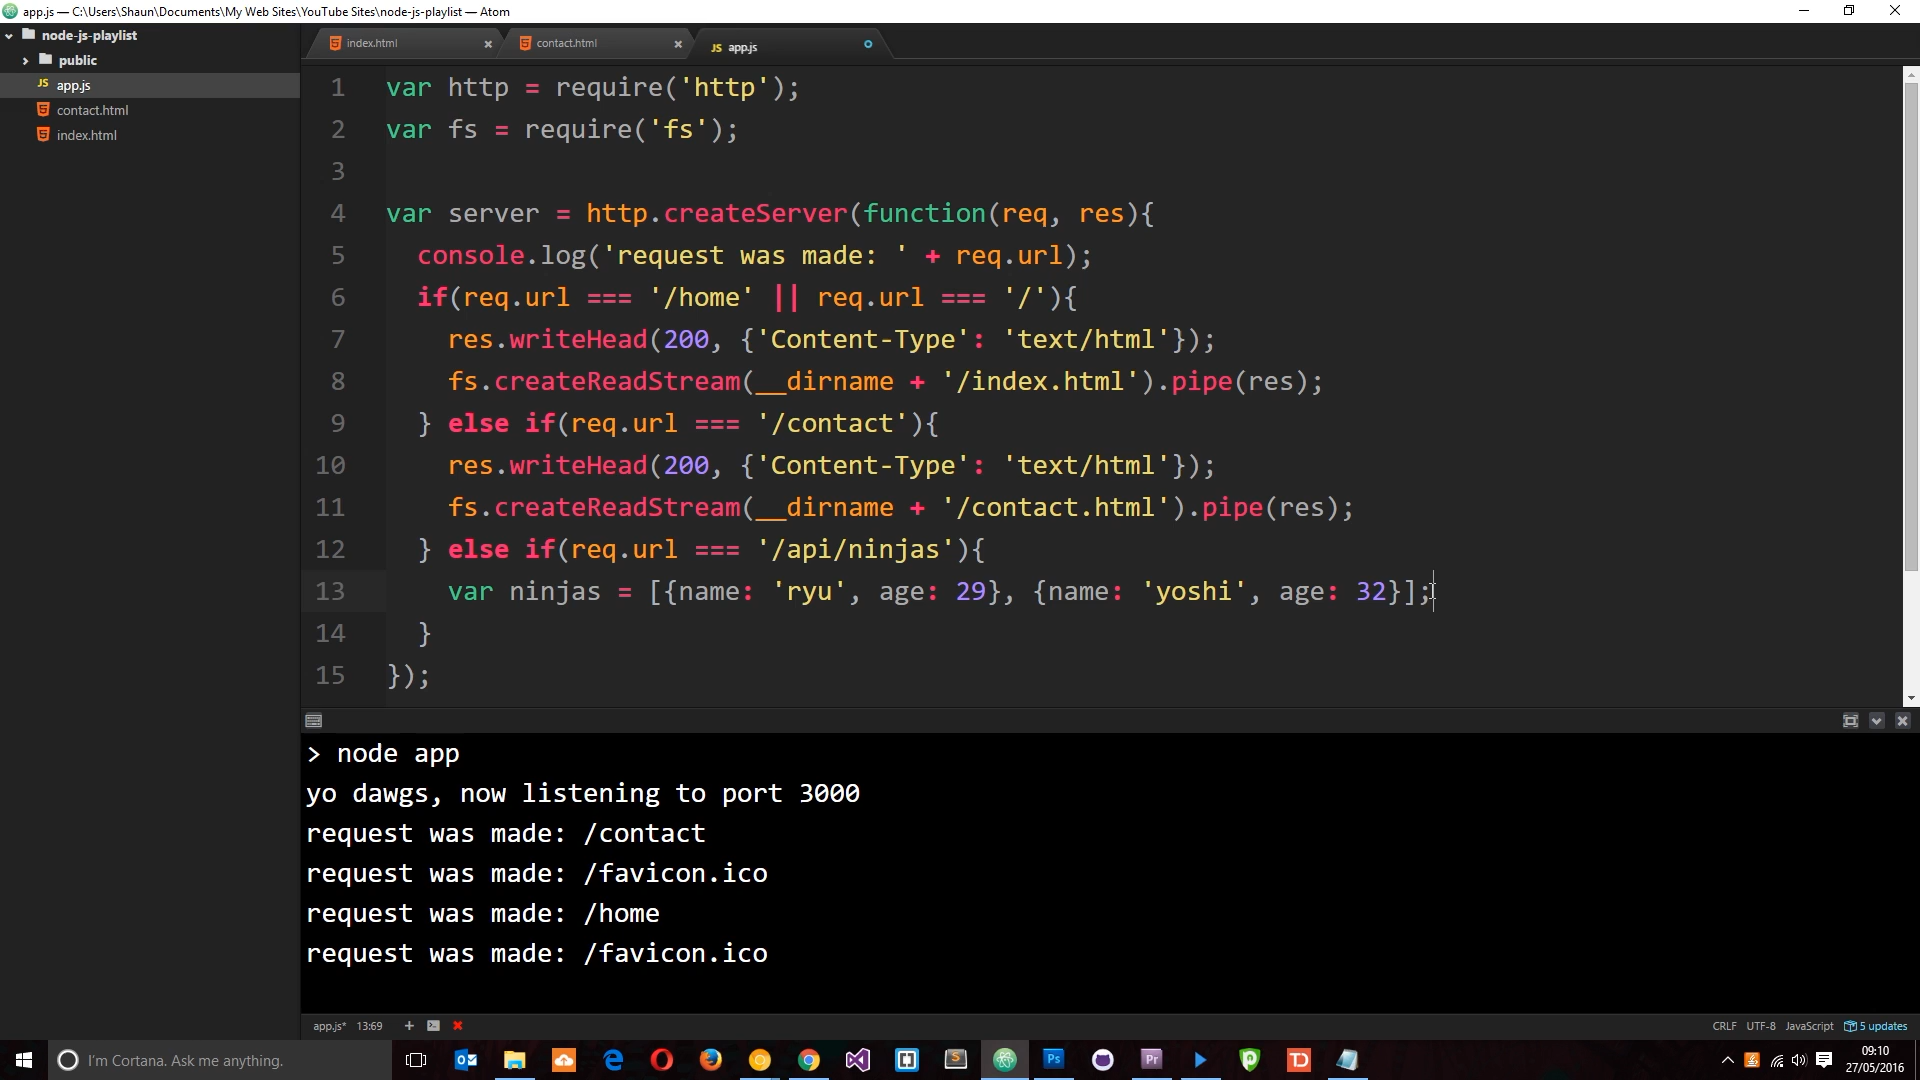 app.js — C:\Users\Shaun\Documents\My Web Sites\YouTube Sites\node-js-playlist — Atom
node-js-playlist
public
app.js
contact.html
index.html
index.html
contact.html
JS app.js
1 var http = require('http');
2 var fs = require('fs');
3
4 var server = http.createServer(function(req, res){
5 console.log('request was made: ' + req.url);
6 if(req.url === '/home' || req.url === '/'){
7 res.writeHead(200, {'Content-Type': 'text/html'});
8 fs.createReadStream(__dirname + '/index.html').pipe(res);
9 } else if(req.url === '/contact'){
10 res.writeHead(200, {'Content-Type': 'text/html'});
11 fs.createReadStream(__dirname + '/contact.html').pipe(res);
12 } else if(req.url === '/api/ninjas'){
13 var ninjas = [{name: 'ryu', age: 29}, {name: 'yoshi', age: 32}];
14 }
15 });
> node app
yo dawgs, now listening to port 3000
request was made: /contact
request was made: /favicon.ico
request was made: /home
request was made: /favicon.ico
app.js* 13:69
CRLF UTF-8 JavaScript 5 updates
I'm Cortana. Ask me anything.
09:10
27/05/2016